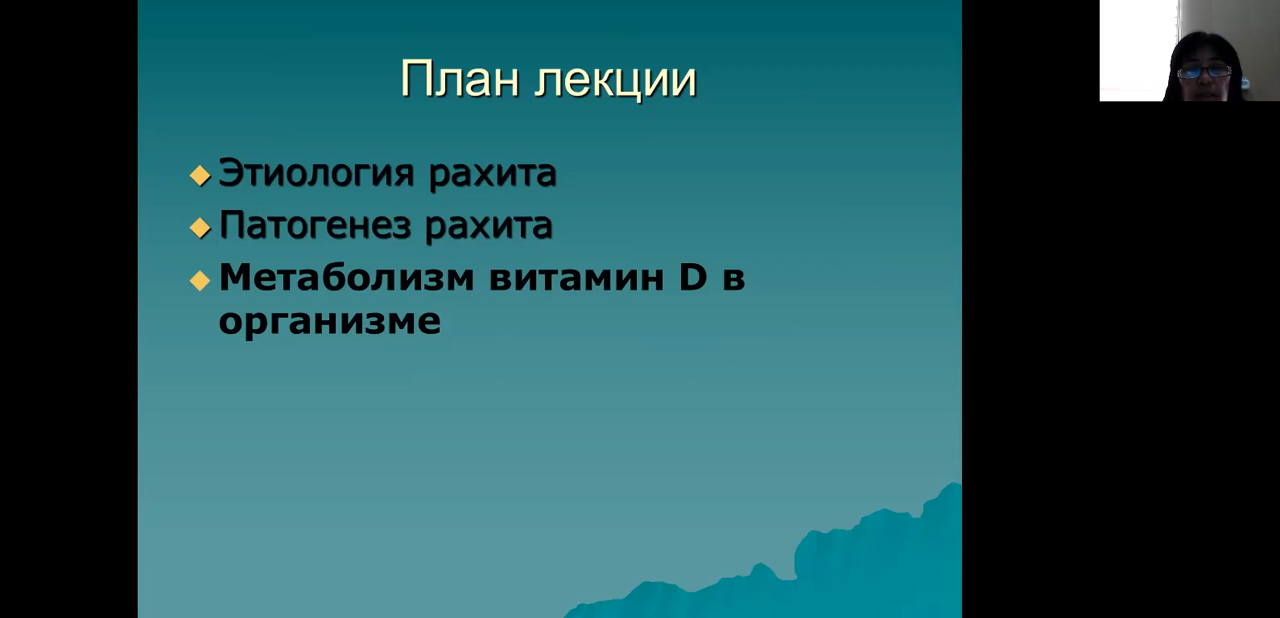 План лекции
Этиология рахита
Патогенез рахита
Метаболизм витамин D в
организме